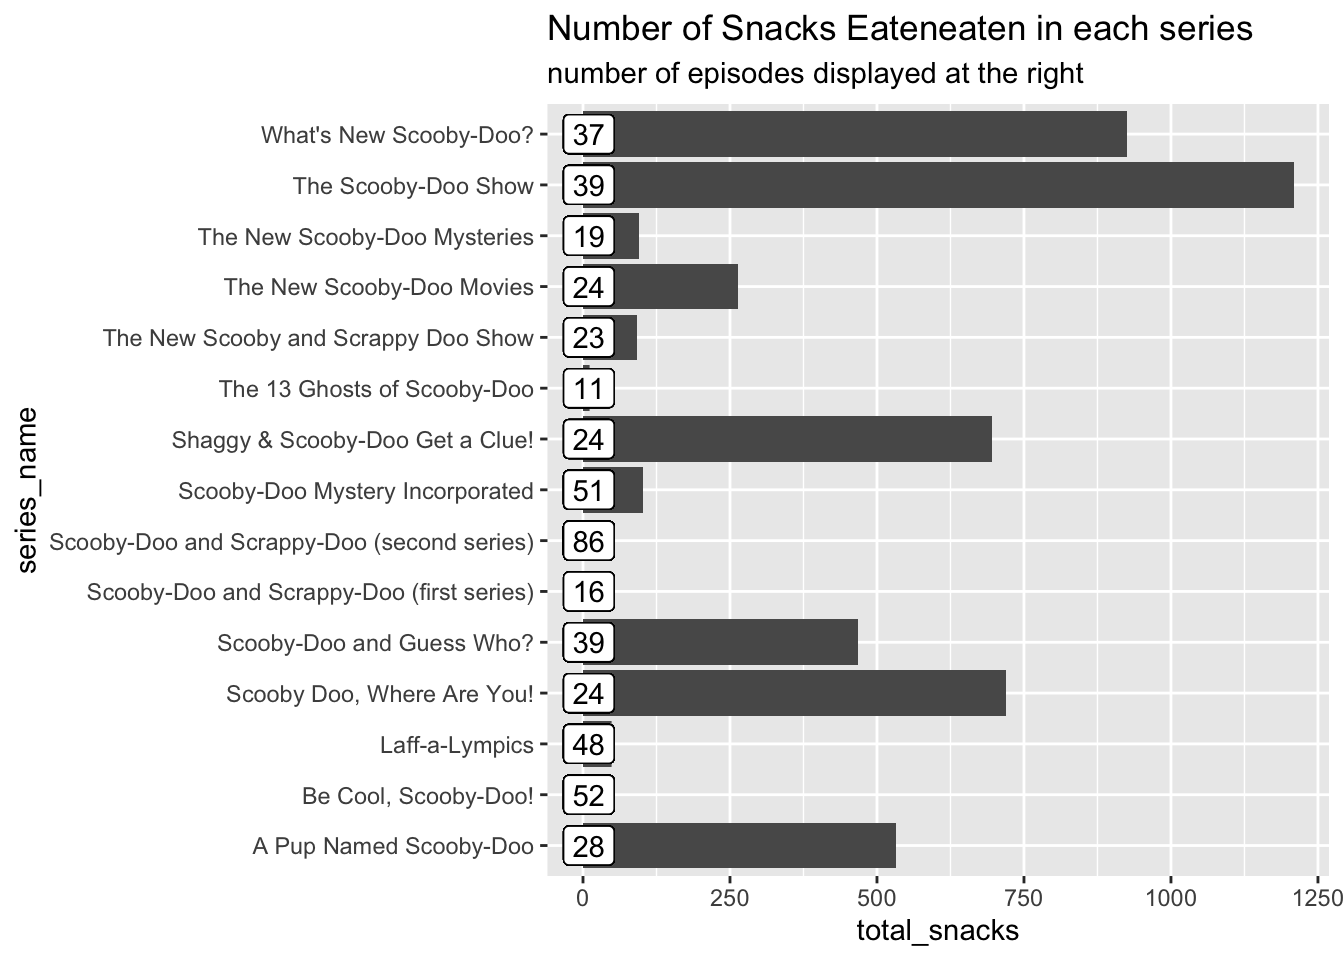 Number of Snacks Eateneaten in each series
number of episodes displayed at the right
series_name
What's New Scooby-Doo? 37
The Scooby-Doo Show 39
The New Scooby-Doo Mysteries 19
The New Scooby-Doo Movies 24
The New Scooby and Scrappy Doo Show 23
The 13 Ghosts of Scooby-Doo 11
Shaggy & Scooby-Doo Get a Clue! 24
Scooby-Doo Mystery Incorporated 51
Scooby-Doo and Scrappy-Doo (second series) 86
Scooby-Doo and Scrappy-Doo (first series) 16
Scooby-Doo and Guess Who? 39
Scooby Doo, Where Are You! 24
Laff-a-Lympics 48
Be Cool, Scooby-Doo! 52
A Pup Named Scooby-Doo 28
0 250 500 750 1000 1250
total_snacks